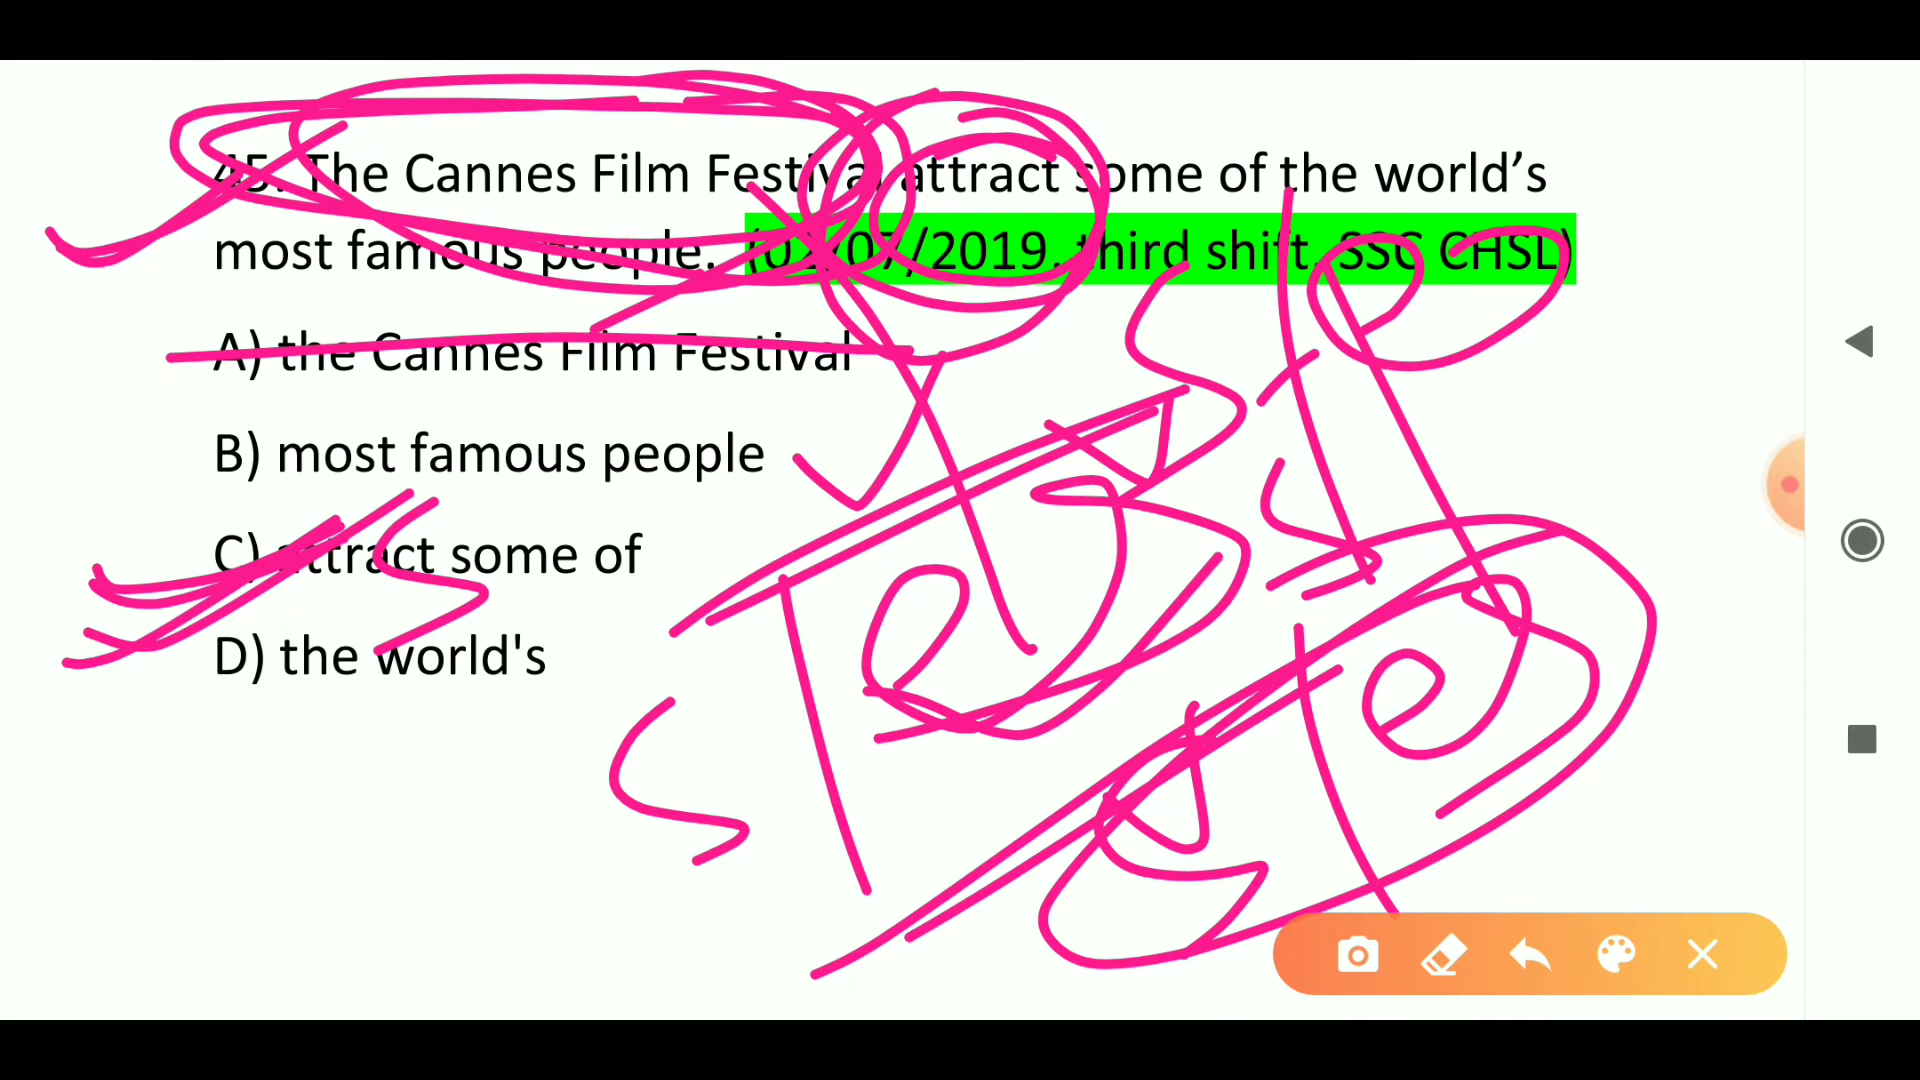 45. The Cannes Film Festival attract some of the world’s
most famous people. (02/07/2019, third shift, SSC CHSL)
A) the Cannes Film Festival
B) most famous people
C) attract some of
D) the world's